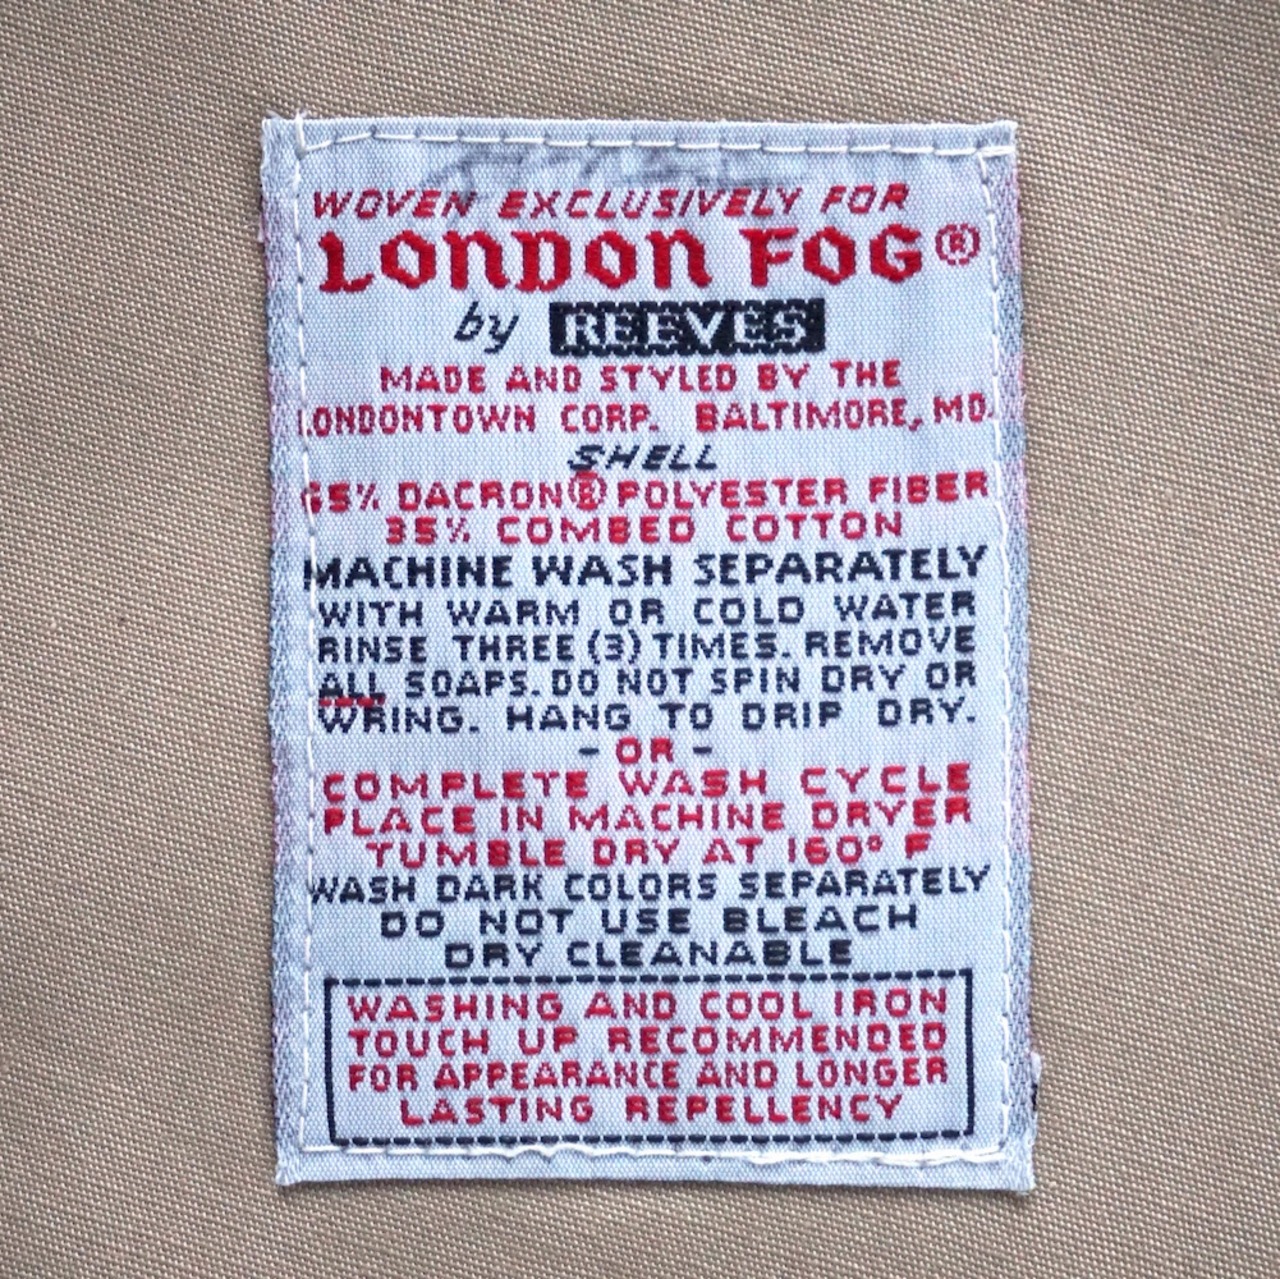 WOVEN EXCLUSIVELY FOR
LONDON FOG®
by REEVES
MADE AND STYLED BY THE
LONDONTOWN CORP. BALTIMORE, MD.
SHELL
65% DACRON® POLYESTER FIBER
35% COMBED COTTON
MACHINE WASH SEPARATELY
WITH WARM OR COLD WATER
RINSE THREE (3) TIMES. REMOVE
ALL SOAPS. DO NOT SPIN DRY OR
WRING. HANG TO DRIP DRY.
- OR -
COMPLETE WASH CYCLE
PLACE IN MACHINE DRYER
TUMBLE DRY AT 160° F
WASH DARK COLORS SEPARATELY
DO NOT USE BLEACH
DRY CLEANABLE
WASHING AND COOL IRON
TOUCH UP RECOMMENDED
FOR APPEARANCE AND LONGER
LASTING REPELLENCY